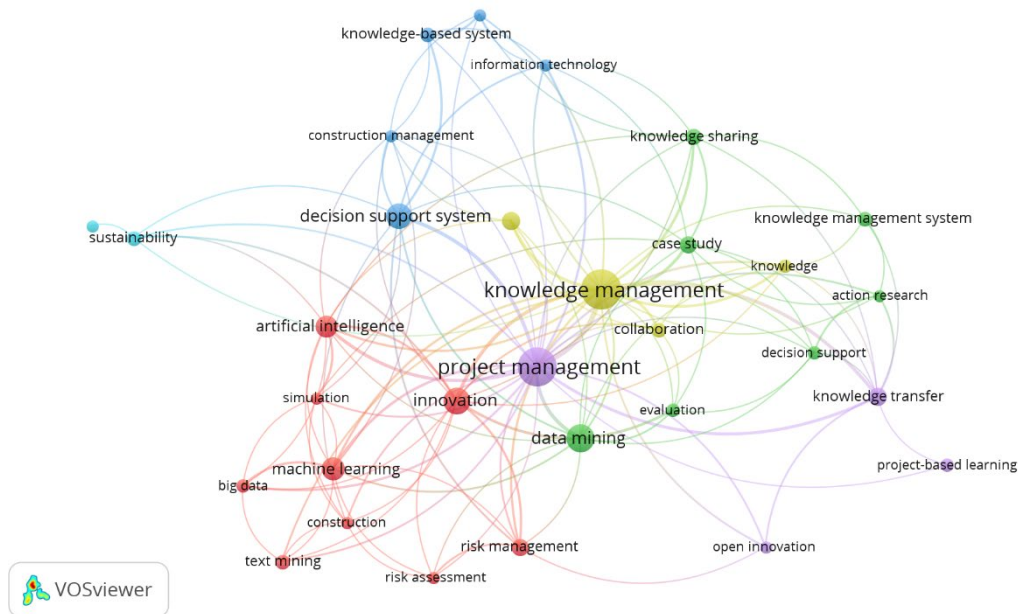 knowledge-based system
information technology
construction management
knowledge sharing
decision support system
knowledge management system
sustainability
case study
knowledge
knowledge management
action research
artificial intelligence
collaboration
decision support
project management
simulation
innovation
knowledge transfer
evaluation
data mining
machine learning
project-based learning
big data
construction
risk management
open innovation
text mining
risk assessment
VOSviewer